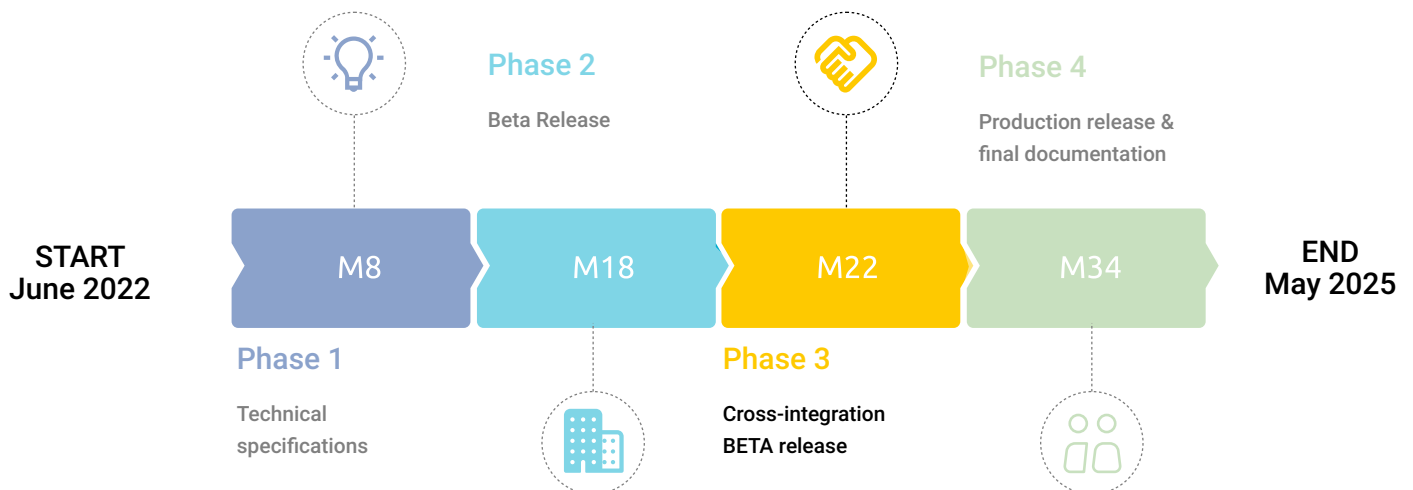 START
June 2022
M8
Phase 1
Technical
specifications
Phase 2
Beta Release
M18
M22
Phase 3
Cross-integration
BETA release
Phase 4
Production release &
final documentation
M34
END
May 2025